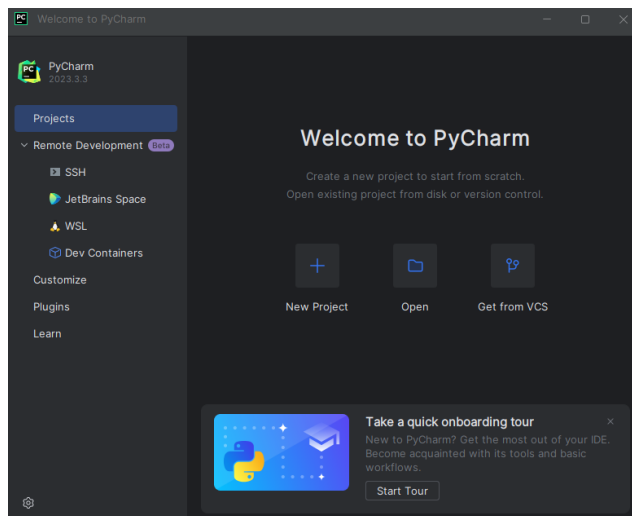 PC Welcome to PyCharm
PC PyCharm
2023.3.3
Projects
Remote Development Beta
SSH
JetBrains Space
WSL
Dev Containers
Customize
Plugins
Learn
Welcome to PyCharm
Create a new project to start from scratch.
Open existing project from disk or version control.
New Project Open Get from VCS
Take a quick onboarding tour
New to PyCharm? Get the most out of your IDE.
Become acquainted with its tools and basic
workflows.
Start Tour